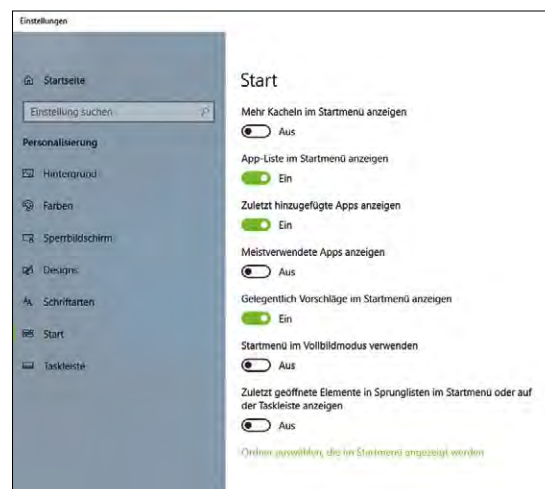 Einstellungen
Startseite
Einstellung suchen
Personalisierung
Hintergrund
Farben
Sperrbildschirm
Designs
Schriftarten
Start
Taskleiste
Start
Mehr Kacheln im Startmenü anzeigen
Aus
App-Liste im Startmenü anzeigen
Ein
Zuletzt hinzugefügte Apps anzeigen
Ein
Meistverwendete Apps anzeigen
Aus
Gelegentlich Vorschläge im Startmenü anzeigen
Ein
Startmenü im Vollbildmodus verwenden
Aus
Zuletzt geöffnete Elemente in Sprunglisten im Startmenü oder auf
der Taskleiste anzeigen
Aus
Ordner auswählen, die im Startmenü angezeigt werden